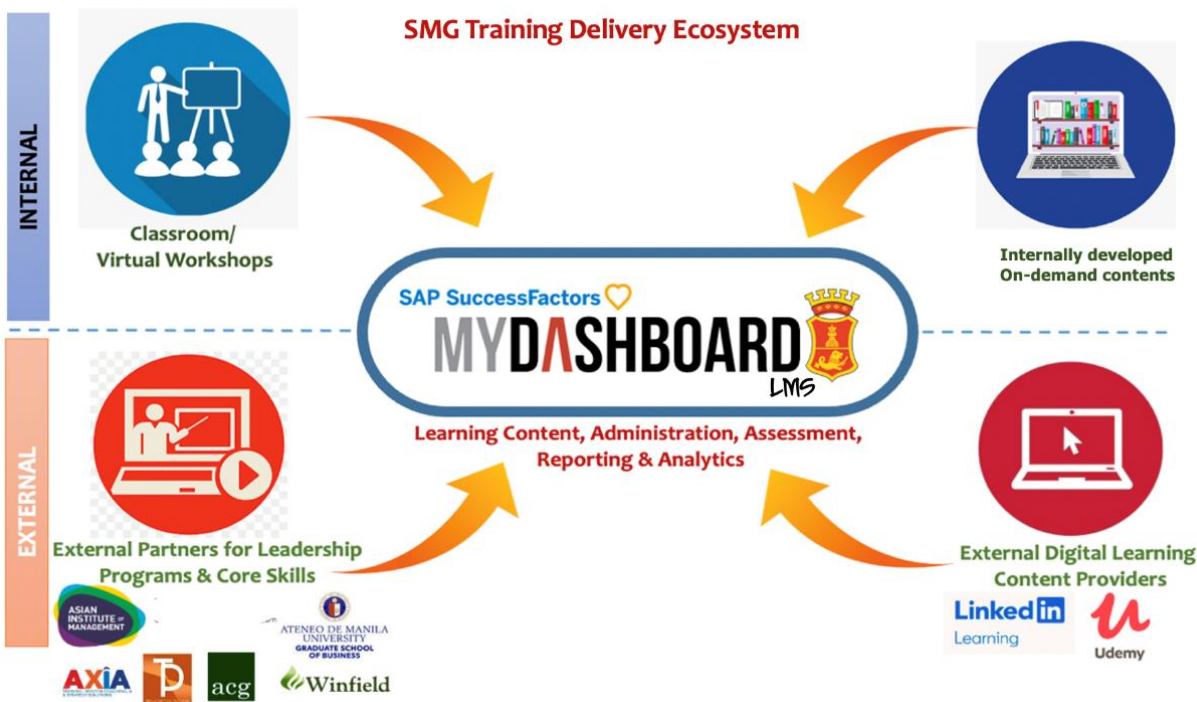 SMG Training Delivery Ecosystem
INTERNAL
Classroom/
Virtual Workshops
Internally developed
On-demand contents
SAP SuccessFactors
MYDASHBOARD
LMS
Learning Content, Administration, Assessment,
Reporting & Analytics
EXTERNAL
External Partners for Leadership
Programs & Core Skills
ASIAN
INSTITUTE OF
MANAGEMENT
ATENEO DE MANILA
UNIVERSITY
GRADUATE SCHOOL
OF BUSINESS
AXIA
TP
acg
Winfield
External Digital Learning
Content Providers
Linked in
Learning
Udemy